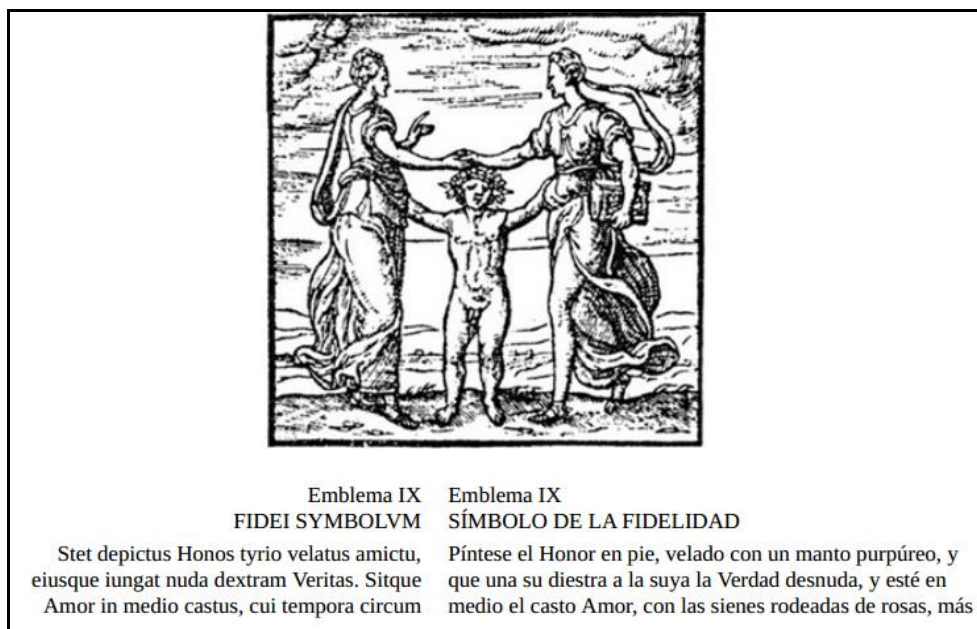 Emblema IX
FIDEI SYMBOLVM
Stet depictus Honos tyrio velatus amictu,
eiusque iungat nuda dextram Veritas. Sitque
Amor in medio castus, cui tempora circum
Emblema IX
SÍMBOLO DE LA FIDELIDAD
Píntese el Honor en pie, velado con un manto purpúreo, y
que una su diestra a la suya la Verdad desnuda, y esté en
medio el casto Amor, con las sienes rodeadas de rosas, más